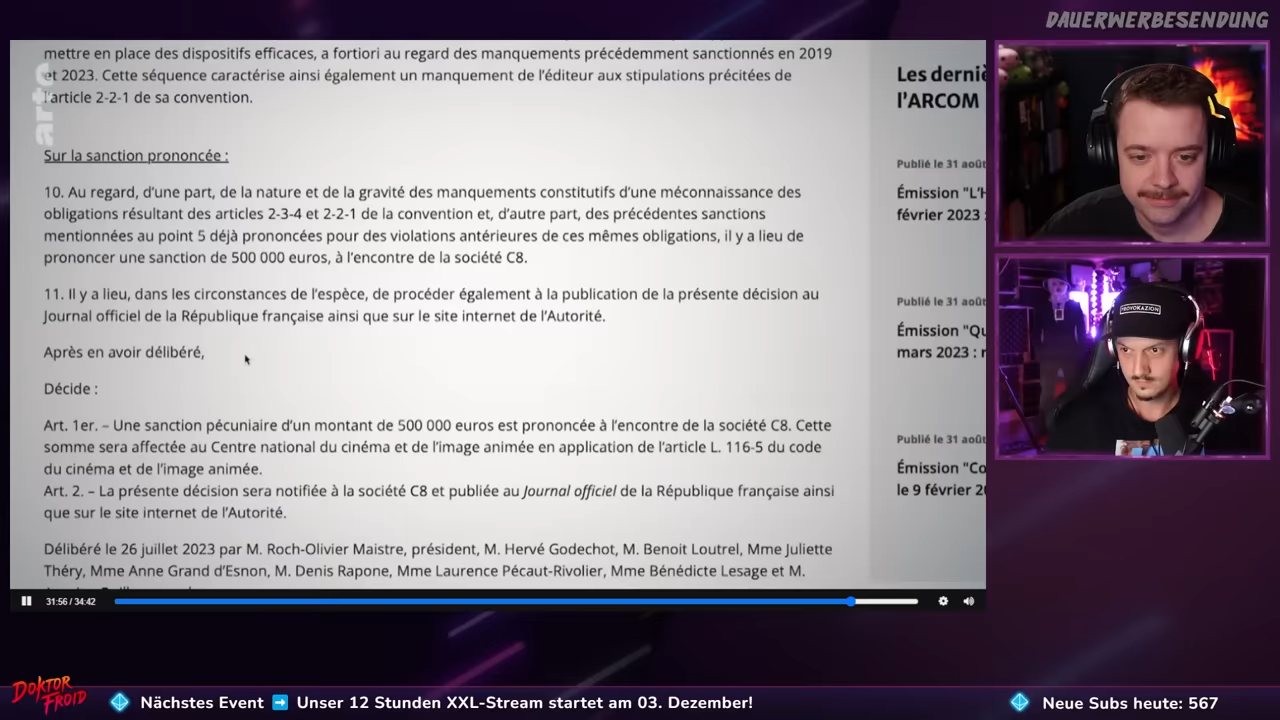 DAUERWERBESENDUNG
mettre en place des dispositifs efficaces, a fortiori au regard des manquements précédemment sanctionnés en 2019
et 2023. Cette séquence caractérise ainsi également un manquement de l'éditeur aux stipulations précitées de
l'article 2-2-1 de sa convention.
arte
Sur la sanction prononcée :
10. Au regard, d'une part, de la nature et de la gravité des manquements constitutifs d'une méconnaissance des
obligations résultant des articles 2-3-4 et 2-2-1 de la convention et, d'autre part, des précédentes sanctions
mentionnées au point 5 déjà prononcées pour des violations antérieures de ces mêmes obligations, il y a lieu de
prononcer une sanction de 500 000 euros, à l'encontre de la société C8.
11. Il y a lieu, dans les circonstances de l'espèce, de procéder également à la publication de la présente décision au
Journal officiel de la République française ainsi que sur le site internet de l'Autorité.
Après en avoir délibéré,
Décide :
Art. 1er. – Une sanction pécuniaire d'un montant de 500 000 euros est prononcée à l'encontre de la société C8. Cette
somme sera affectée au Centre national du cinéma et de l'image animée en application de l'article L. 116-5 du code
du cinéma et de l'image animée.
Art. 2. – La présente décision sera notifiée à la société C8 et publiée au Journal officiel de la République française ainsi
que sur le site internet de l'Autorité.
Délibéré le 26 juillet 2023 par M. Roch-Olivier Maistre, président, M. Hervé Godechot, M. Benoit Loutrel, Mme Juliette
Théry, Mme Anne Grand d'Esnon, M. Denis Rapone, Mme Laurence Pécaut-Rivolier, Mme Bénédicte Lesage et M.
Les derniè
l'ARCOM
Publié le 31 août
Émission "L'H
février 2023 :
Publié le 31 août
Émission "Qu
mars 2023 : r
Publié le 31 août
Émission "Co
le 9 février 20
PROVOKAZION
31:56 / 34:42
DOKTOR
FROID
Nächstes Event Unser 12 Stunden XXL-Stream startet am 03. Dezember!
Neue Subs heute: 567